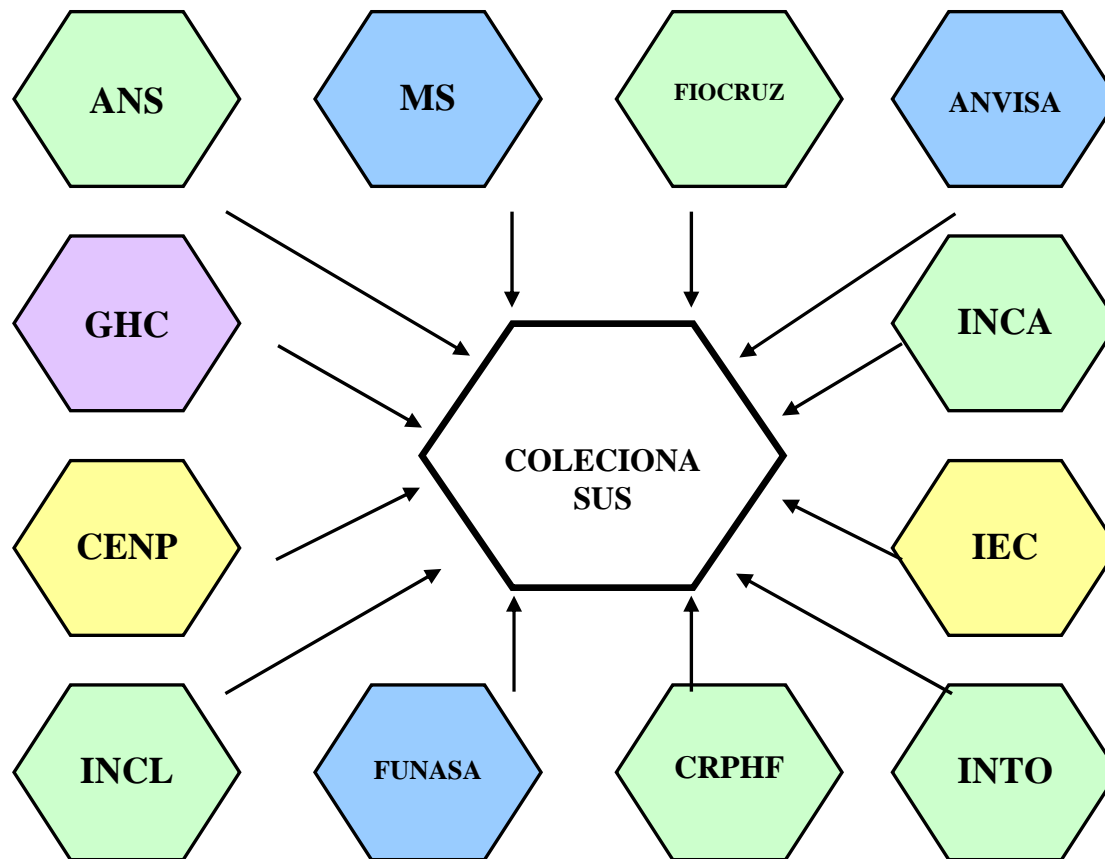 ANS
MS
FIOCRUZ
ANVISA
GHC
INCA
COLECIONA
SUS
CENP
IEC
INCL
FUNASA
CRPHF
INTO